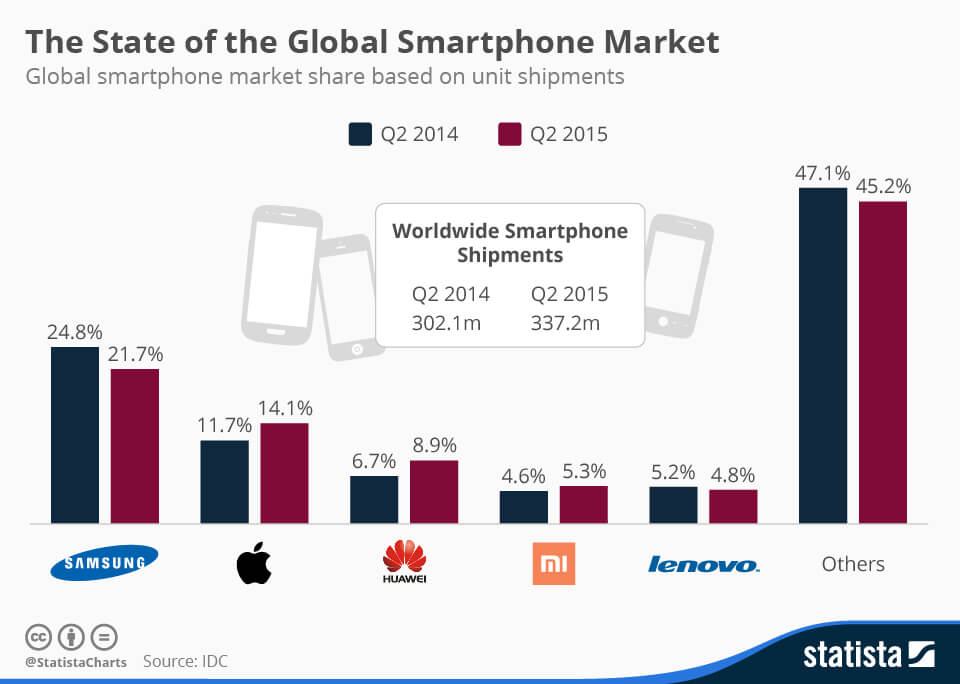 The State of the Global Smartphone Market
Global smartphone market share based on unit shipments
Q2 2014 Q2 2015
Worldwide Smartphone
Shipments
Q2 2014 Q2 2015
302.1m 337.2m
24.8% 21.7%
11.7% 14.1%
6.7% 8.9%
4.6% 5.3%
5.2% 4.8%
47.1% 45.2%
SAMSUNG
HUAWEI
MI
lenovo.
Others
cc
@StatistaCharts Source: IDC
statista